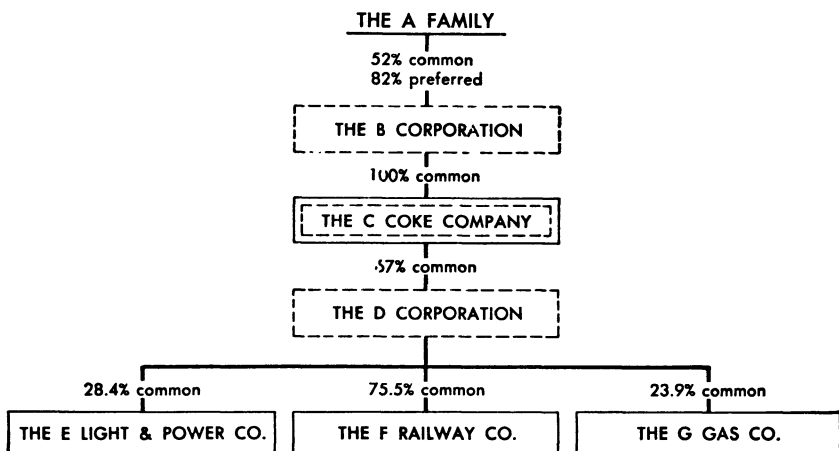 THE A FAMILY
52% common
82% preferred
THE B CORPORATION
100% common
THE C COKE COMPANY
common
THE D CORPORATION
28.4% common
75.5% common
23.9% common
THE E LIGHT & POWER CO.
THE F RAILWAY CO.
THE G GAS CO.